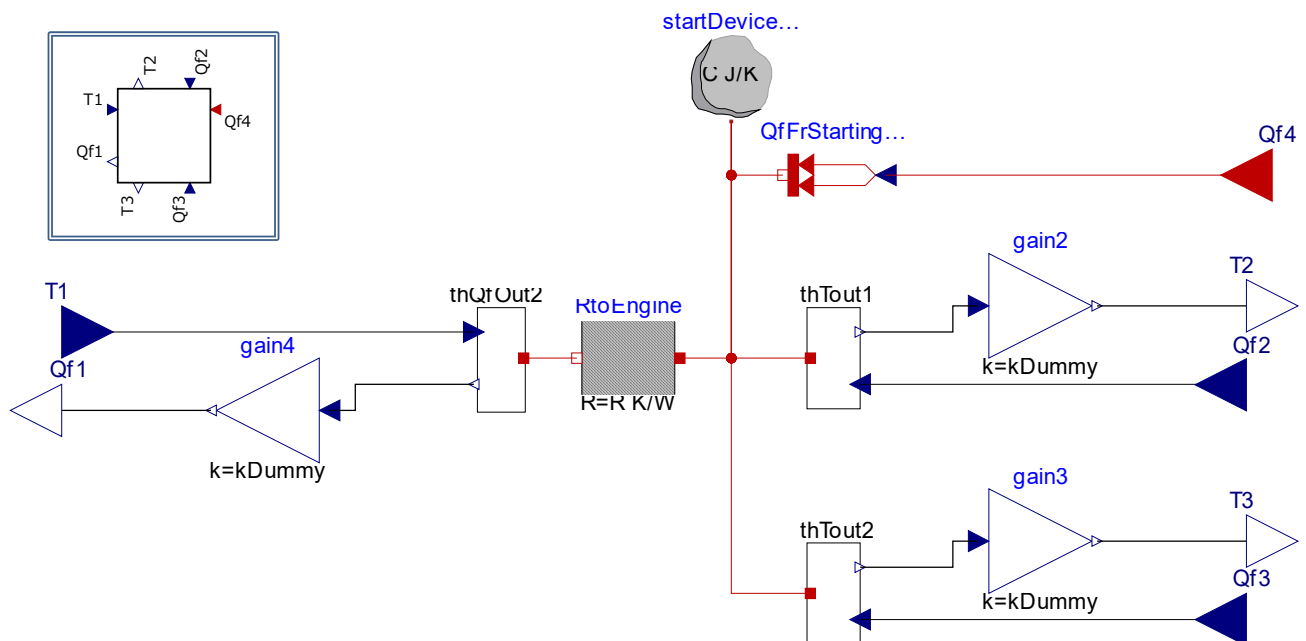 startDevice...
T2
Qf2
T1
Qf4
Qf1
T3
Qf3
C J/K
QfFrStarting...
Qf4
gain2
T2
T1
thQfOut2
RtoEngine
thTout1
gain4
Qf1
k=kDummy
Qf2
R=R K/W
k=kDummy
gain3
T3
thTout2
Qf3
k=kDummy